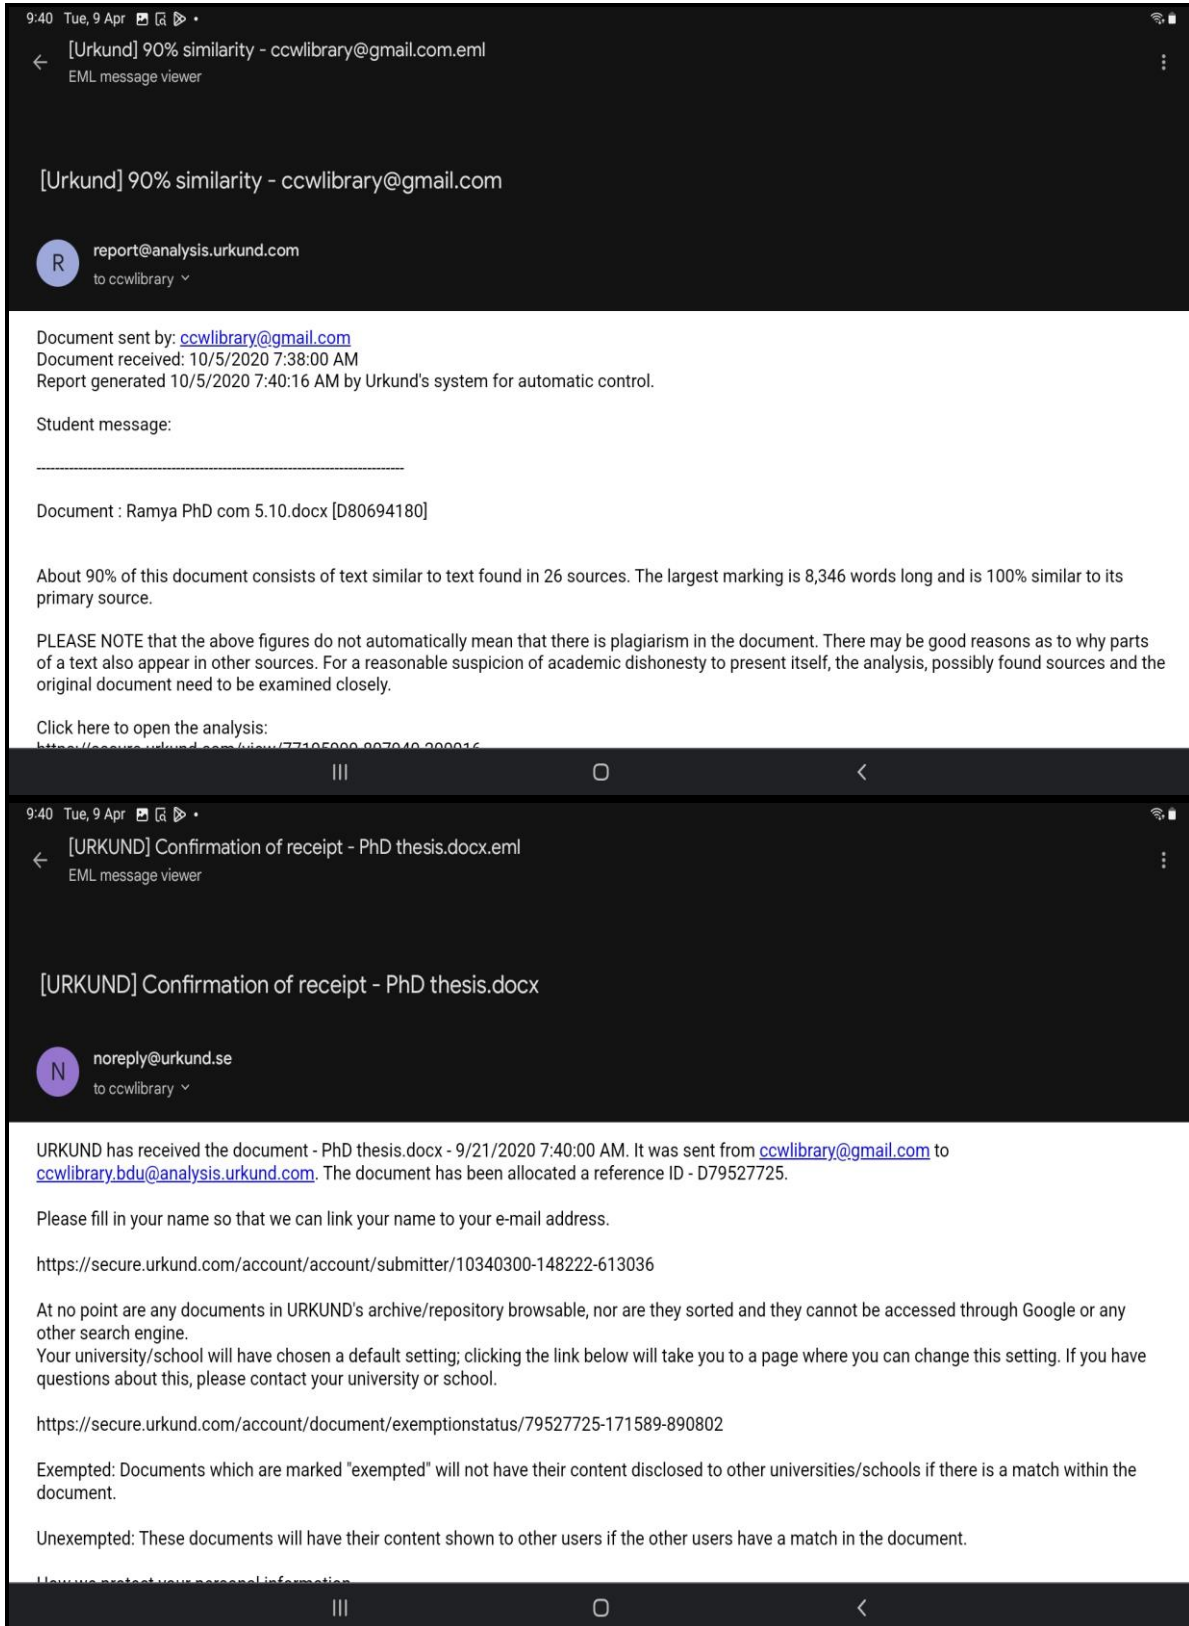 9:40 Tue, 9 Apr
[Urkund] 90% similarity - ccwlibrary@gmail.com.eml
EML message viewer
[Urkund] 90% similarity - ccwlibrary@gmail.com
R
report@analysis.urkund.com
to ccwlibrary
Document sent by: ccwlibrary@gmail.com
Document received: 10/5/2020 7:38:00 AM
Report generated 10/5/2020 7:40:16 AM by Urkund's system for automatic control.
Student message:
--------------------------------------------------------------------------------
Document : Ramya PhD com 5.10.docx [D80694180]
About 90% of this document consists of text similar to text found in 26 sources. The largest marking is 8,346 words long and is 100% similar to its
primary source.
PLEASE NOTE that the above figures do not automatically mean that there is plagiarism in the document. There may be good reasons as to why parts
of a text also appear in other sources. For a reasonable suspicion of academic dishonesty to present itself, the analysis, possibly found sources and the
original document need to be examined closely.
Click here to open the analysis:
9:40 Tue, 9 Apr
[URKUND] Confirmation of receipt - PhD thesis.docx.eml
EML message viewer
[URKUND] Confirmation of receipt - PhD thesis.docx
N
noreply@urkund.se
to ccwlibrary
URKUND has received the document - PhD thesis.docx - 9/21/2020 7:40:00 AM. It was sent from ccwlibrary@gmail.com to
ccwlibrary.bdu@analysis.urkund.com. The document has been allocated a reference ID - D79527725.
Please fill in your name so that we can link your name to your e-mail address.
https://secure.urkund.com/account/account/submitter/10340300-148222-613036
At no point are any documents in URKUND's archive/repository browsable, nor are they sorted and they cannot be accessed through Google or any
other search engine.
Your university/school will have chosen a default setting; clicking the link below will take you to a page where you can change this setting. If you have
questions about this, please contact your university or school.
https://secure.urkund.com/account/document/exemptionstatus/79527725-171589-890802
Exempted: Documents which are marked "exempted" will not have their content disclosed to other universities/schools if there is a match within the
document.
Unexempted: These documents will have their content shown to other users if the other users have a match in the document.
How we protect your personal information